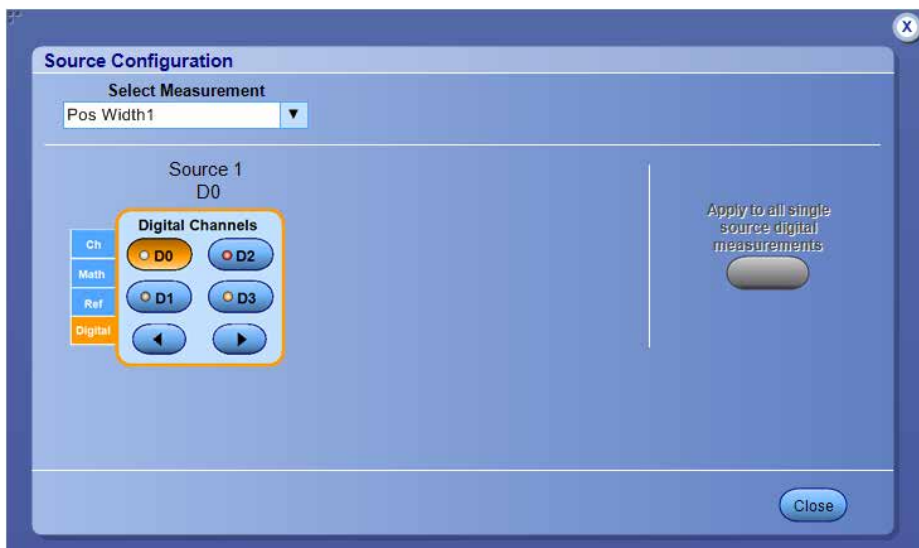 X
Source Configuration
Select Measurement
Pos Width1
Source 1
D0
Digital Channels
Ch
Math
Ref
Digital
D0
D2
D1
D3
Apply to all single
source digital
measurements
Close